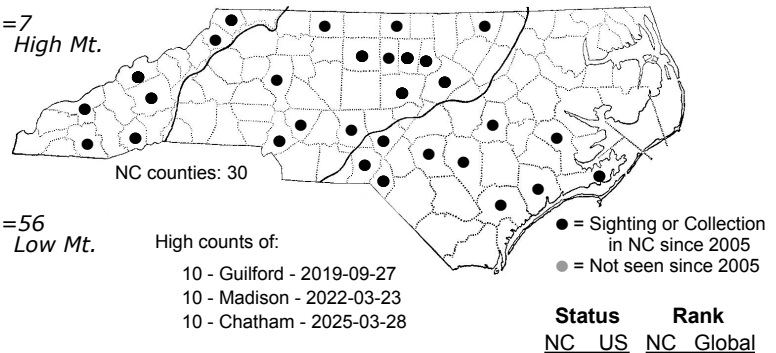 =7
High Mt.
NC counties: 30
=56
Low Mt.
High counts of:
10 - Guilford - 2019-09-27
10 - Madison - 2022-03-23
10 - Chatham - 2025-03-28
= Sighting or Collection
in NC since 2005
= Not seen since 2005
Status Rank
NC US NC Global